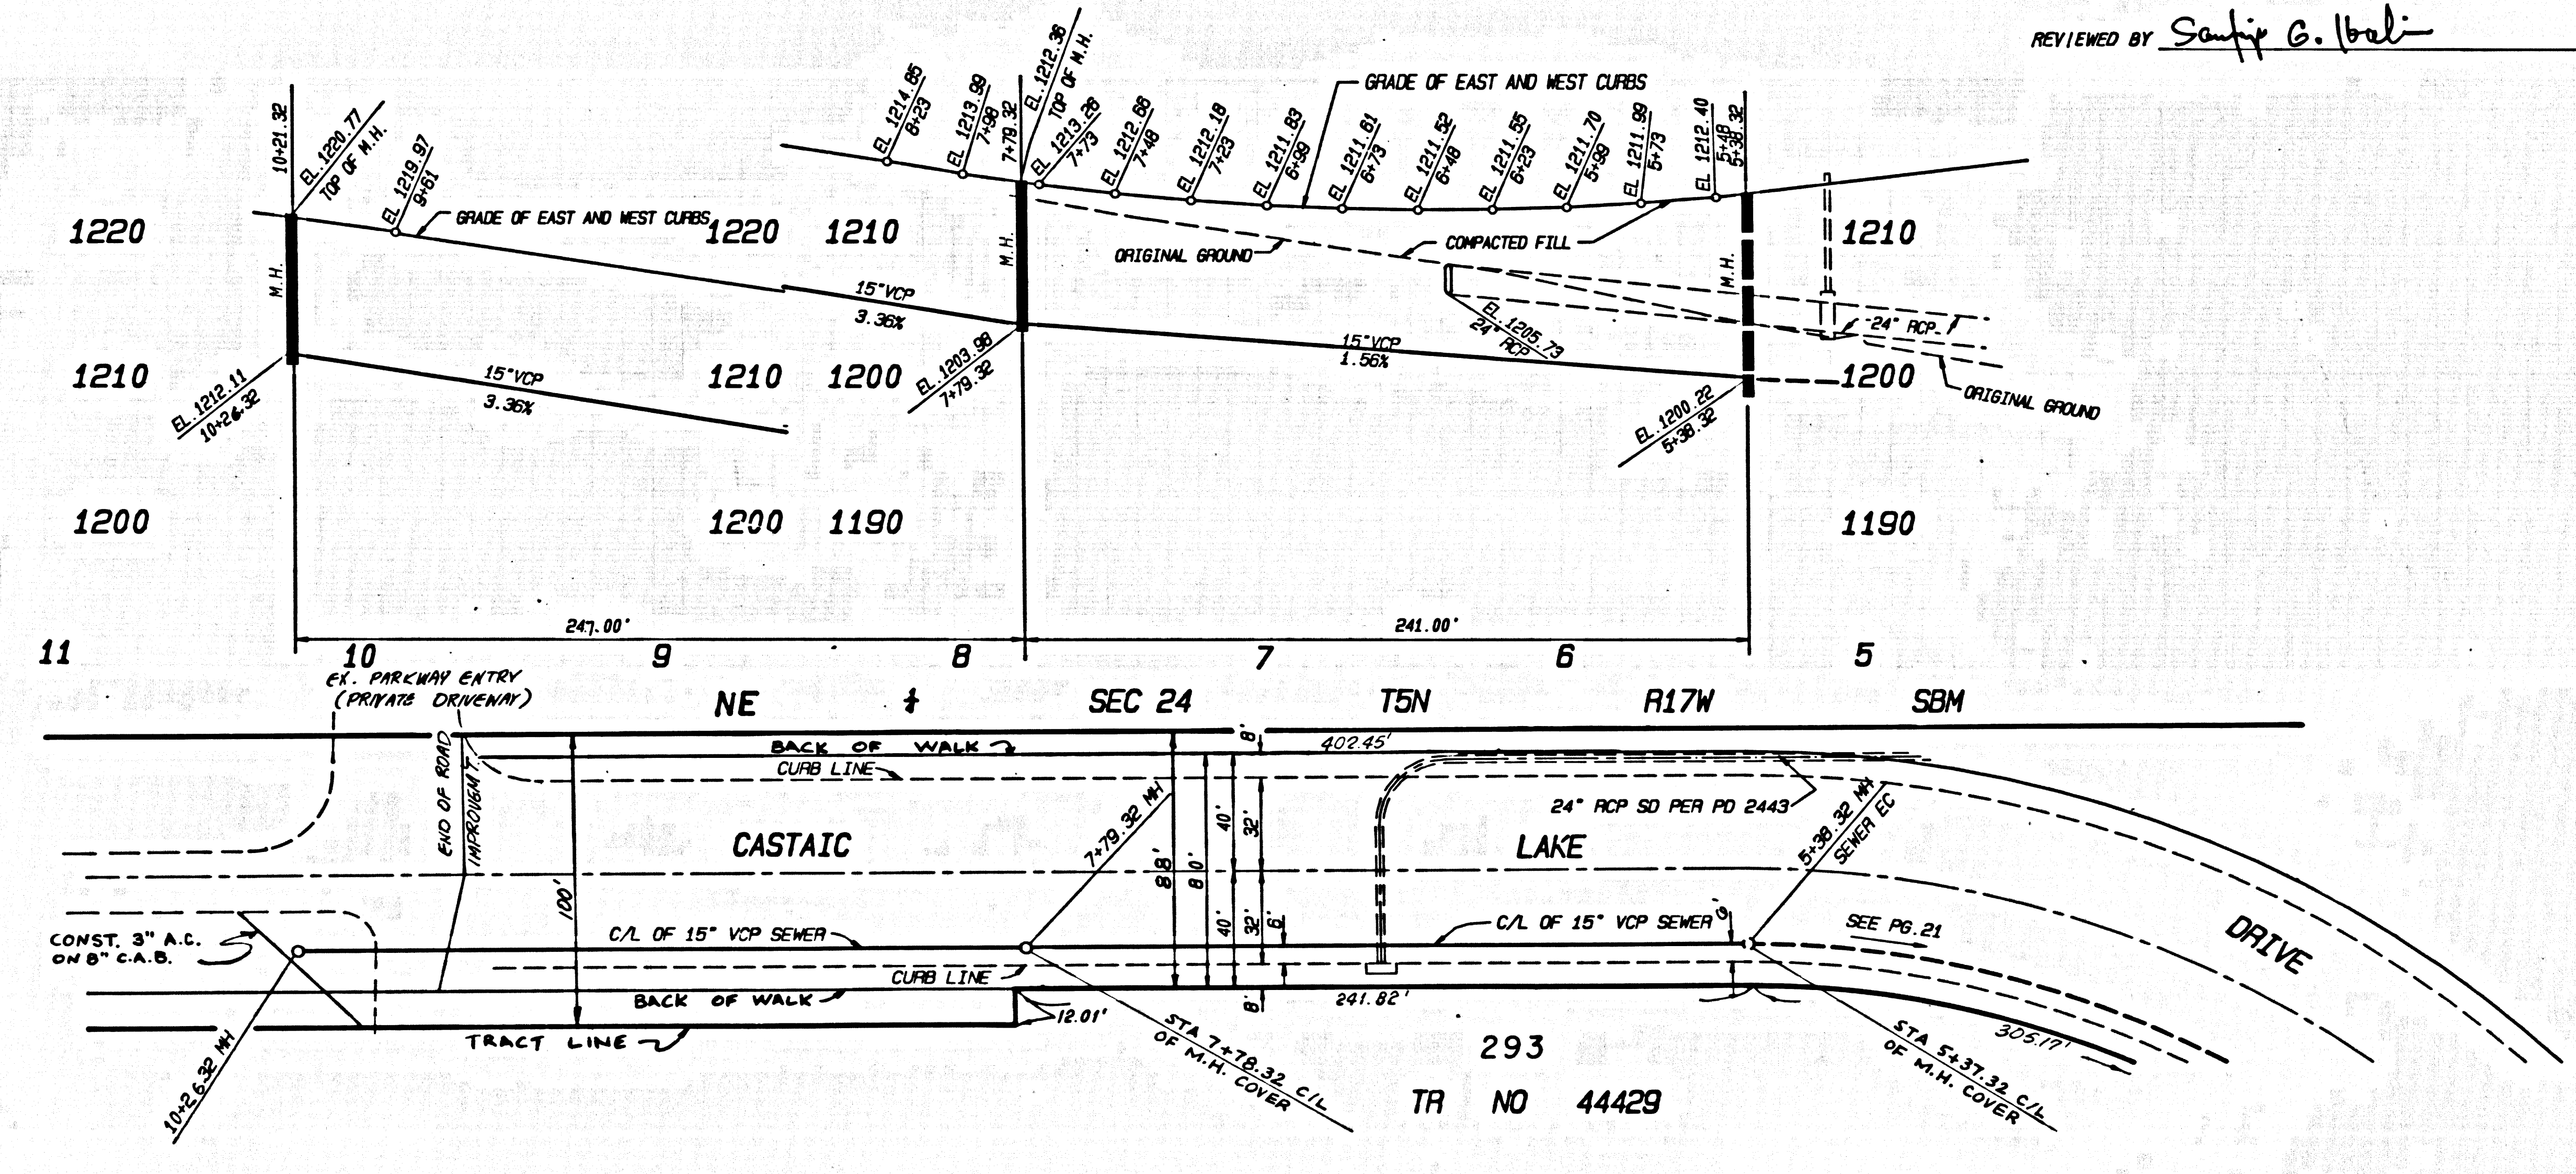 REVIEWED BY
10+21.32
EL. 1220.77
TOP OF M.H.
EL 1219.97
9+61
GRADE OF EAST AND WEST CURBS
EL 1214.85
8+23
EL 1213.99
7+98
7+79.32
EL. 1212.36
TOP OF M.H.
EL 1213.26
7+73
EL 1212.66
7+48
EL 1212.18
7+23
EL 1211.83
6+99
EL 1211.61
6+73
EL 1211.52
6+48
EL 1211.55
6+23
EL 1211.70
5+99
EL 1211.99
5+73
EL 1212.40
5+48
5+38.32
GRADE OF EAST AND WEST CURBS
1220 1220 1210 1210
M.H.
M.H.
M.H.
ORIGINAL GROUND
COMPACTED FILL
15"VCP
3.36%
EL.1205.73
24" RCP
24" RCP
15"VCP
1.56%
1210 1210 1200 1200
15"VCP
3.36%
EL.1212.11
10+26.32
EL.1203.98
7+79.32
EL.1200.22
5+38.32
ORIGINAL GROUND
1200 1200 1190 1190
247.00' 241.00'
11 10 9 8 7 6 5
EX. PARKWAY ENTRY
(PRIVATE DRIVEWAY)
NE 1/4 SEC 24 T5N R17W SBM
BACK OF WALK
8'
402.45'
CURB LINE
END OF ROAD
IMPROVEMT.
24" RCP SD PER PD 2443
CASTAIC LAKE DRIVE
7+79.32 MH
5+38.32 MH
SEWER EC
100'
88'
80'
40'
32'
40'
32'
6'
6'
CONST. 3" A.C.
ON 8" C.A.B.
C/L OF 15" VCP SEWER
C/L OF 15" VCP SEWER
SEE PG.21
CURB LINE
BACK OF WALK
8'
241.82'
12.01'
TRACT LINE
10+26.32 MH
STA 7+78.32 C/L
OF M.H. COVER
STA 5+37.32 C/L
OF M.H. COVER
305.17'
293
TR NO 44429